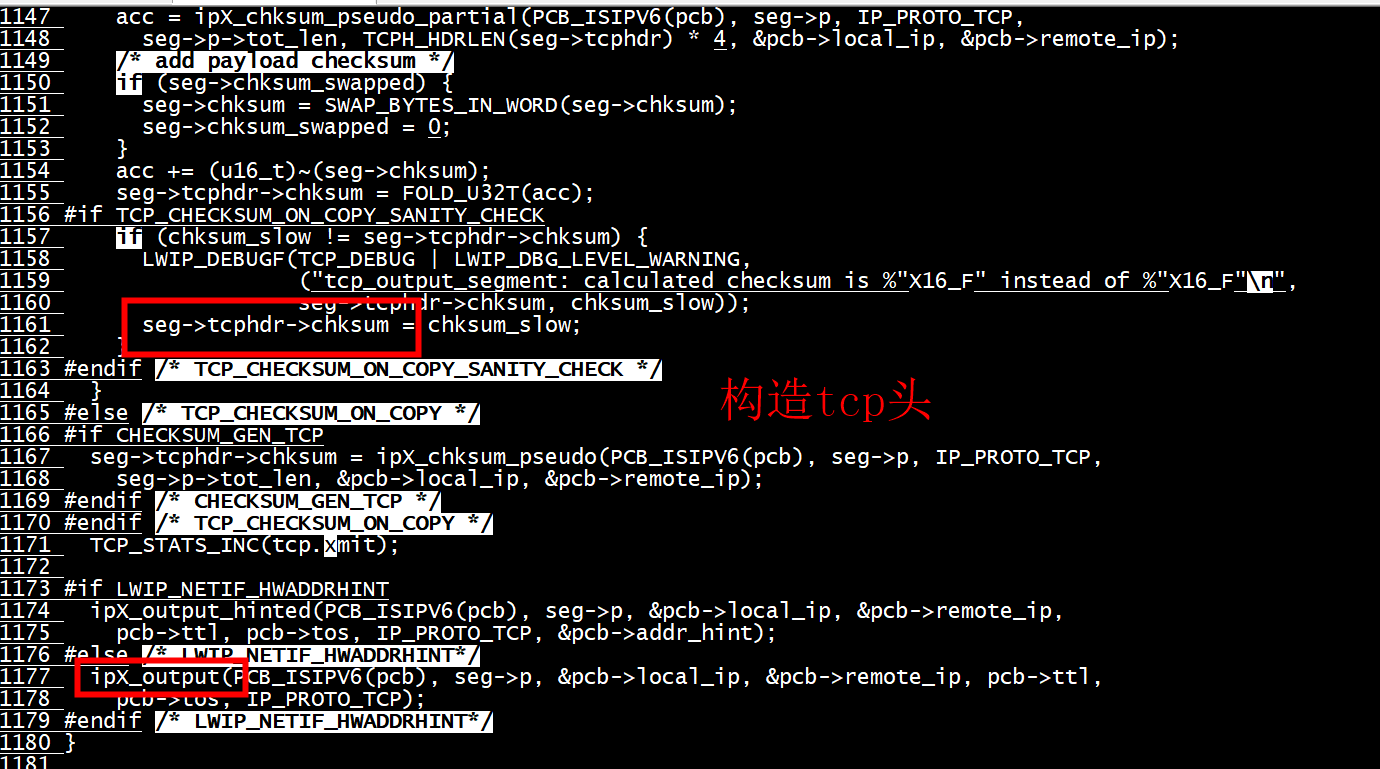 1147     acc = ipX_chksum_pseudo_partial(PCB_ISIPV6(pcb), seg->p, IP_PROTO_TCP,
1148       seg->p->tot_len, TCPH_HDRLEN(seg->tcphdr) * 4, &pcb->local_ip, &pcb->remote_ip);
1149     /* add payload checksum */
1150     if (seg->chksum_swapped) {
1151       seg->chksum = SWAP_BYTES_IN_WORD(seg->chksum);
1152       seg->chksum_swapped = 0;
1153     }
1154     acc += (u16_t)~(seg->chksum);
1155     seg->tcphdr->chksum = FOLD_U32T(acc);
1156 #if TCP_CHECKSUM_ON_COPY_SANITY_CHECK
1157     if (chksum_slow != seg->tcphdr->chksum) {
1158       LWIP_DEBUGF(TCP_DEBUG | LWIP_DBG_LEVEL_WARNING,
1159                   ("tcp_output_segment: calculated checksum is %"X16_F" instead of %"X16_F"\n",
1160                   seg->tcphdr->chksum, chksum_slow));
1161       seg->tcphdr->chksum = chksum_slow;
1162     }
1163 #endif /* TCP_CHECKSUM_ON_COPY_SANITY_CHECK */
1164   }
构造tcp头
1165 #else /* TCP_CHECKSUM_ON_COPY */
1166 #if CHECKSUM_GEN_TCP
1167   seg->tcphdr->chksum = ipX_chksum_pseudo(PCB_ISIPV6(pcb), seg->p, IP_PROTO_TCP,
1168     seg->p->tot_len, &pcb->local_ip, &pcb->remote_ip);
1169 #endif /* CHECKSUM_GEN_TCP */
1170 #endif /* TCP_CHECKSUM_ON_COPY */
1171   TCP_STATS_INC(tcp.xmit);
1172
1173 #if LWIP_NETIF_HWADDRHINT
1174   ipX_output_hinted(PCB_ISIPV6(pcb), seg->p, &pcb->local_ip, &pcb->remote_ip,
1175     pcb->ttl, pcb->tos, IP_PROTO_TCP, &pcb->addr_hint);
1176 #else /* LWIP_NETIF_HWADDRHINT*/
1177   ipX_output(PCB_ISIPV6(pcb), seg->p, &pcb->local_ip, &pcb->remote_ip, pcb->ttl,
1178     pcb->tos, IP_PROTO_TCP);
1179 #endif /* LWIP_NETIF_HWADDRHINT*/
1180 }
1181